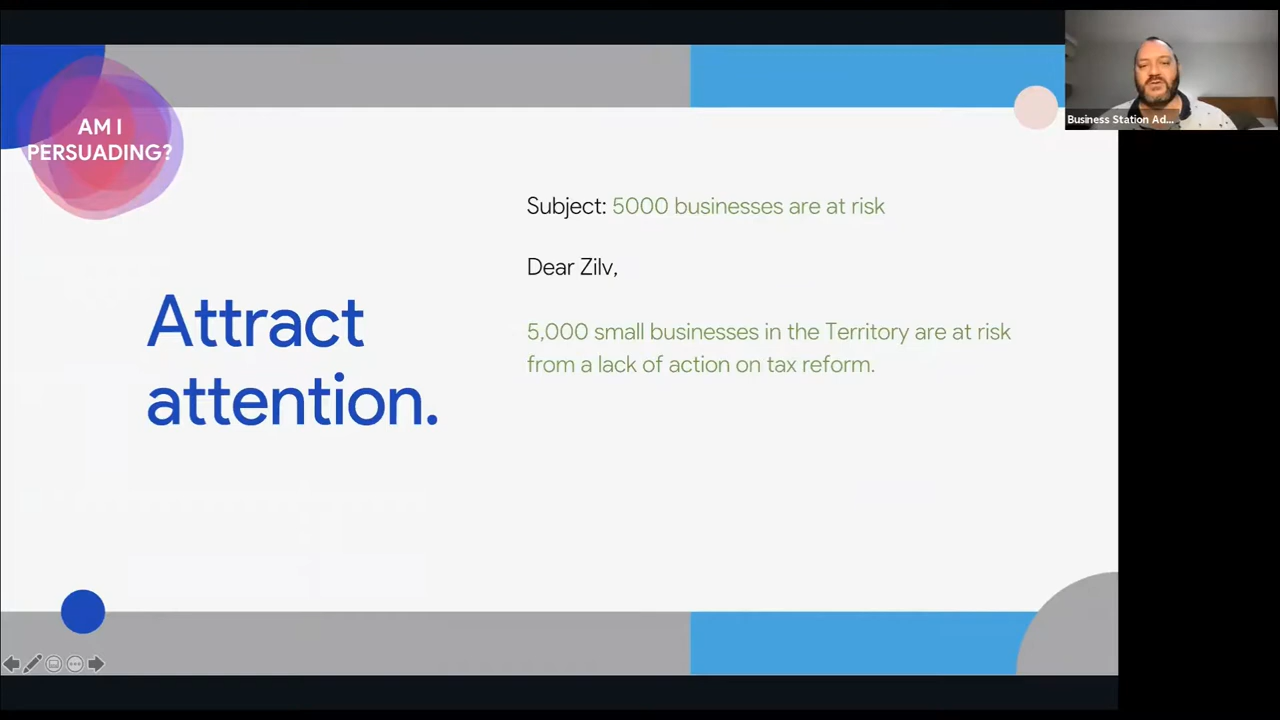 AM I
PERSUADING?
Business Station Ad...
Subject: 5000 businesses are at risk
Dear Zilv,
Attract
attention.
5,000 small businesses in the Territory are at risk
from a lack of action on tax reform.